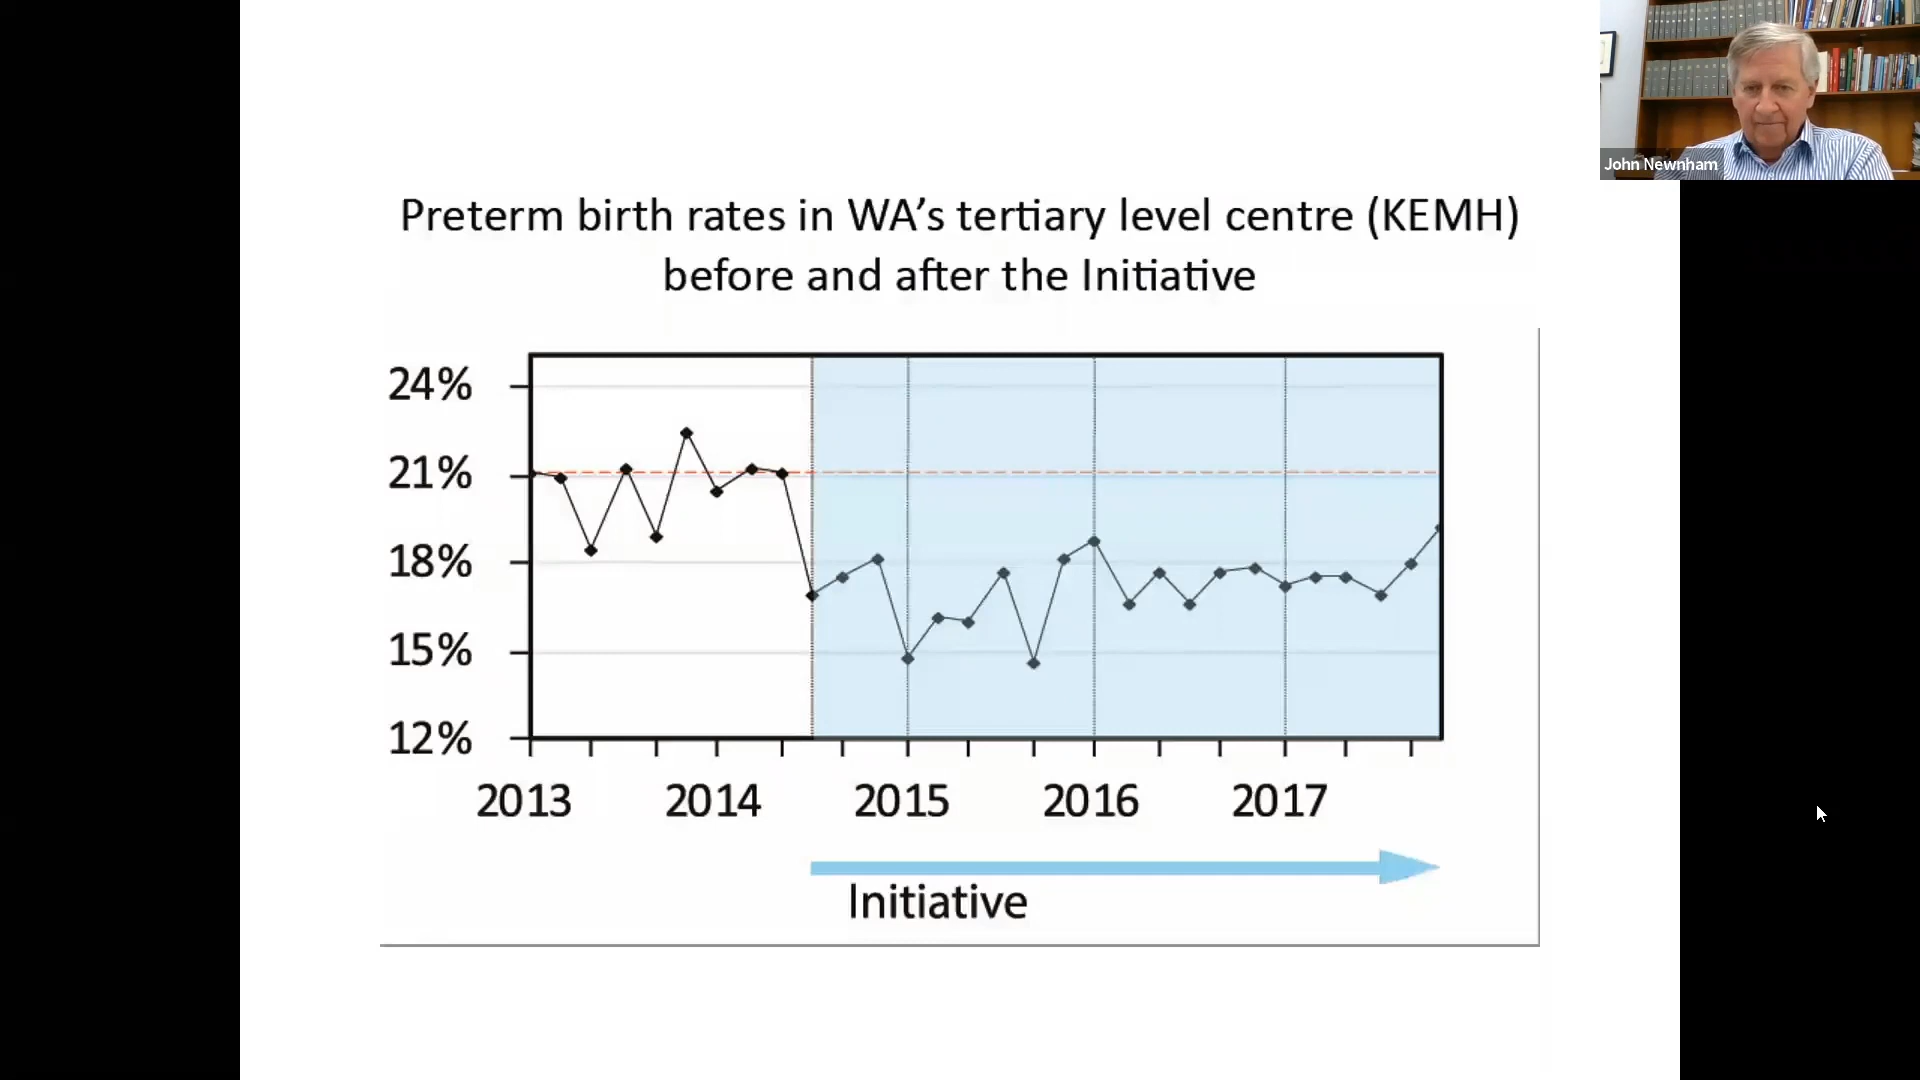 John Newnham
Preterm birth rates in WA's tertiary level centre (KEMH)
before and after the Initiative
24%
21%
18%
15%
12%
2013 2014 2015 2016 2017
Initiative